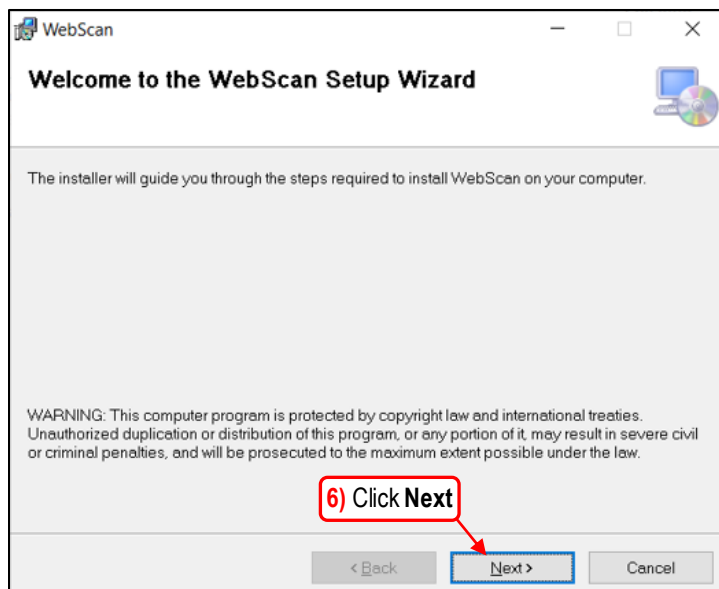 WebScan
Welcome to the WebScan Setup Wizard
The installer will guide you through the steps required to install WebScan on your computer.
WARNING: This computer program is protected by copyright law and international treaties.
Unauthorized duplication or distribution of this program, or any portion of it, may result in severe civil
or criminal penalties, and will be prosecuted to the maximum extent possible under the law.
6) Click Next
< Back Next > Cancel